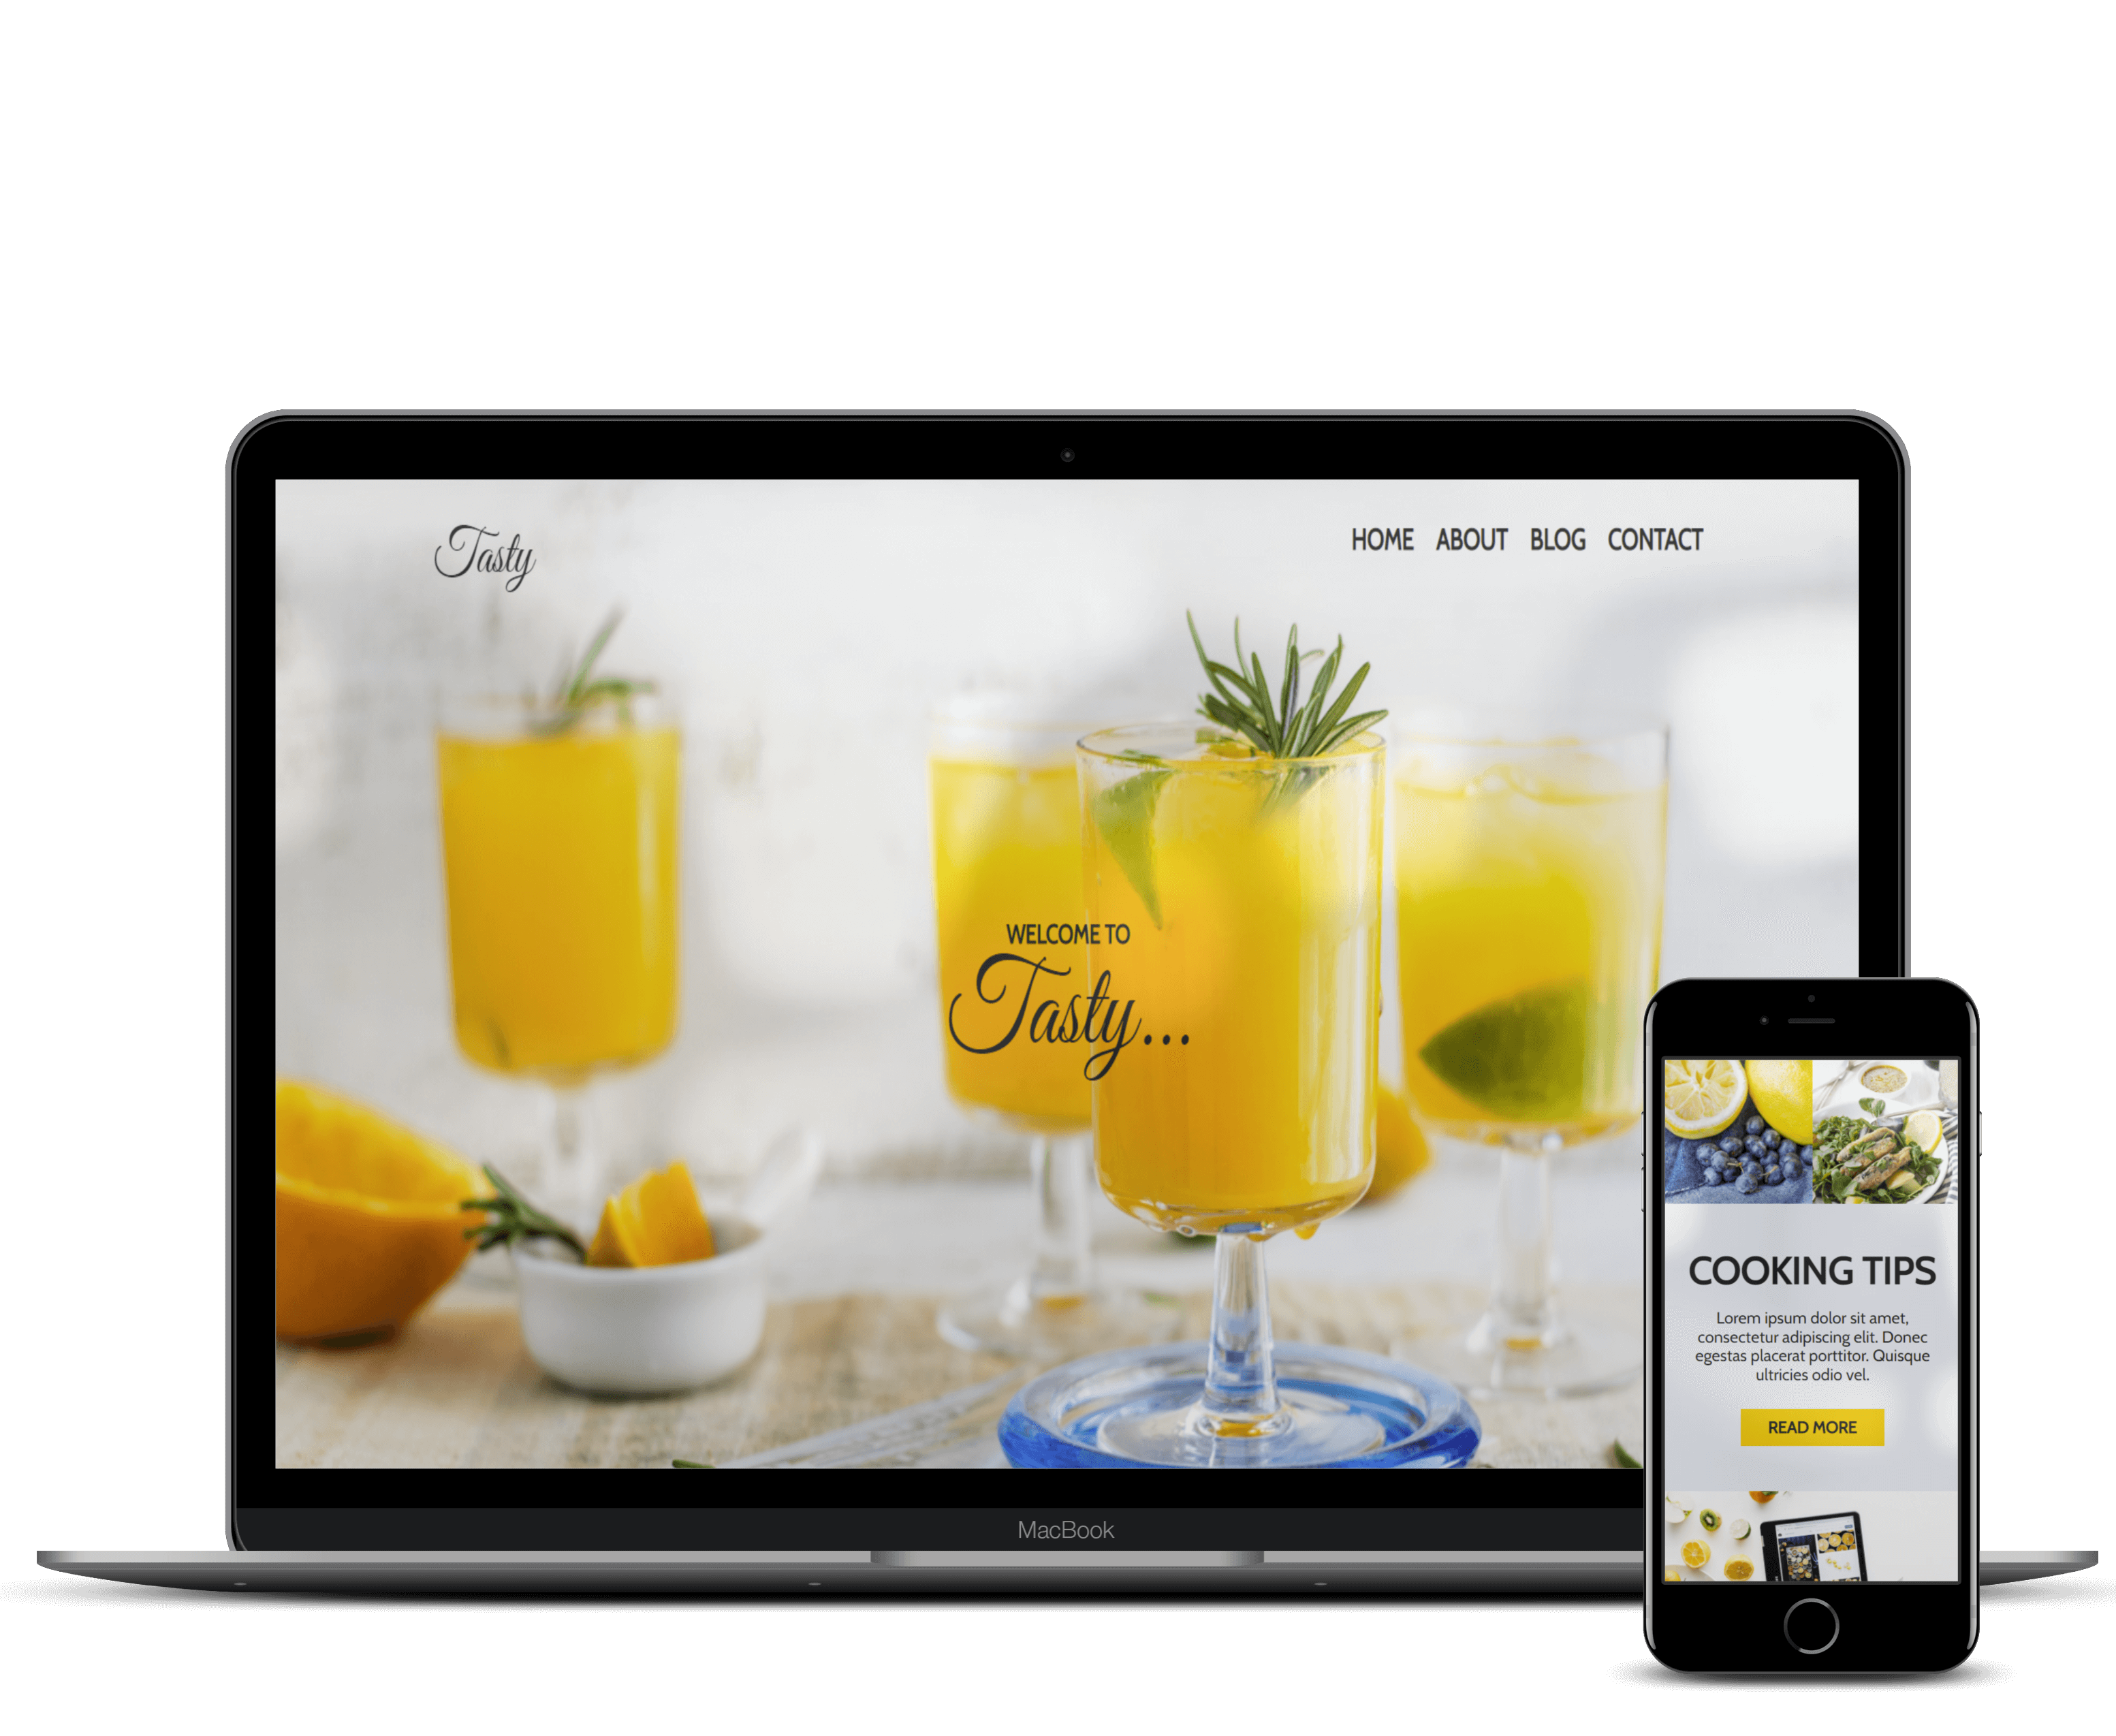 Tasty
HOME ABOUT BLOG CONTACT
WELCOME TO
Tasty...
MacBook
COOKING TIPS
Lorem ipsum dolor sit amet,
consectetur adipiscing elit. Donec
egestas placerat porttitor. Quisque
ultricies odio vel.
READ MORE